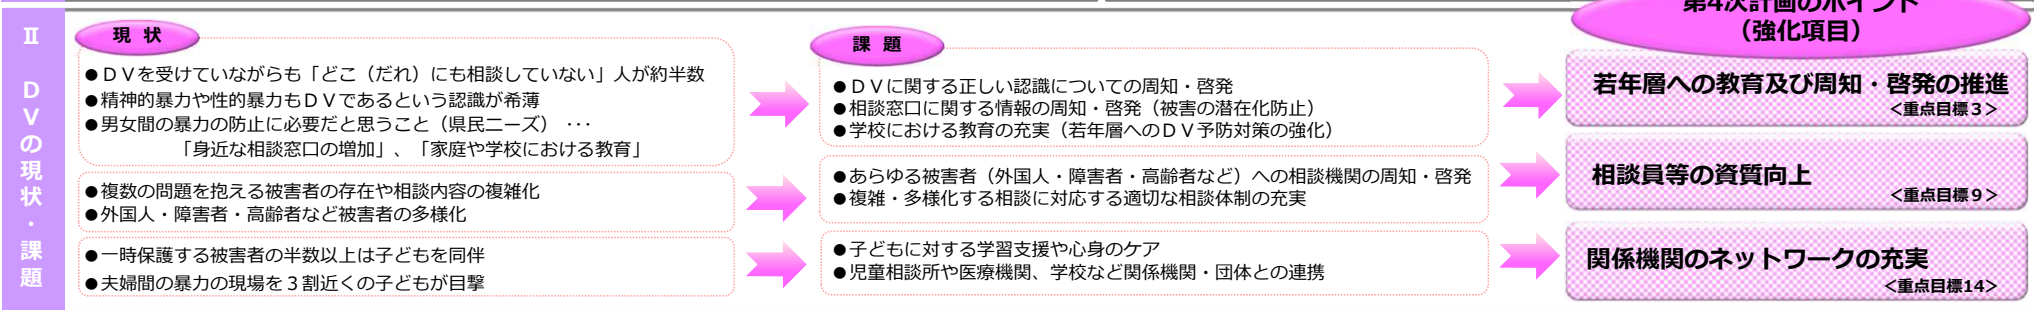 Ⅱ　ＤＶの現状・課題
現 状
●ＤＶを受けていながらも「どこ（だれ）にも相談していない」人が約半数
●精神的暴力や性的暴力もＤＶであるという認識が希薄
●男女間の暴力の防止に必要だと思うこと（県民ニーズ）･･･
「身近な相談窓口の増加」、「家庭や学校における教育」
●複数の問題を抱える被害者の存在や相談内容の複雑化
●外国人・障害者・高齢者など被害者の多様化
●一時保護する被害者の半数以上は子どもを同伴
●夫婦間の暴力の現場を３割近くの子どもが目撃
課 題
●ＤＶに関する正しい認識についての周知・啓発
●相談窓口に関する情報の周知・啓発（被害の潜在化防止）
●学校における教育の充実（若年層へのＤＶ予防対策の強化）
●あらゆる被害者（外国人・障害者・高齢者など）への相談機関の周知・啓発
●複雑・多様化する相談に対応する適切な相談体制の充実
●子どもに対する学習支援や心身のケア
●児童相談所や医療機関、学校など関係機関・団体との連携
第4次計画のポイント
（強化項目）
若年層への教育及び周知・啓発の推進
＜重点目標３＞
相談員等の資質向上
＜重点目標９＞
関係機関のネットワークの充実
＜重点目標14＞